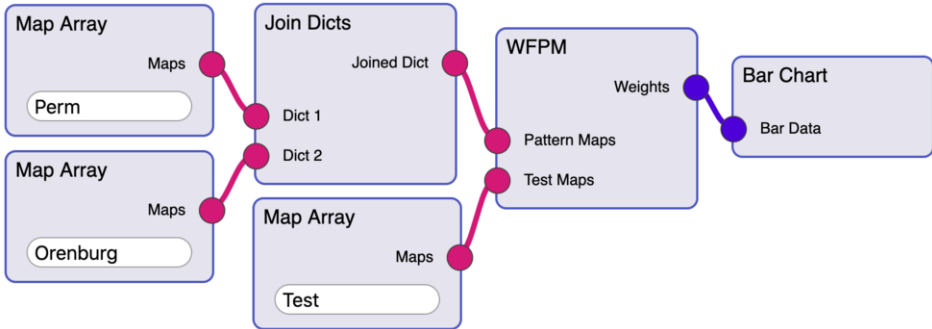 Map Array
Maps
Perm
Map Array
Maps
Orenburg
Join Dicts
Joined Dict
Dict 1
Dict 2
Map Array
Maps
Test
WFPM
Weights
Pattern Maps
Test Maps
Bar Chart
Bar Data